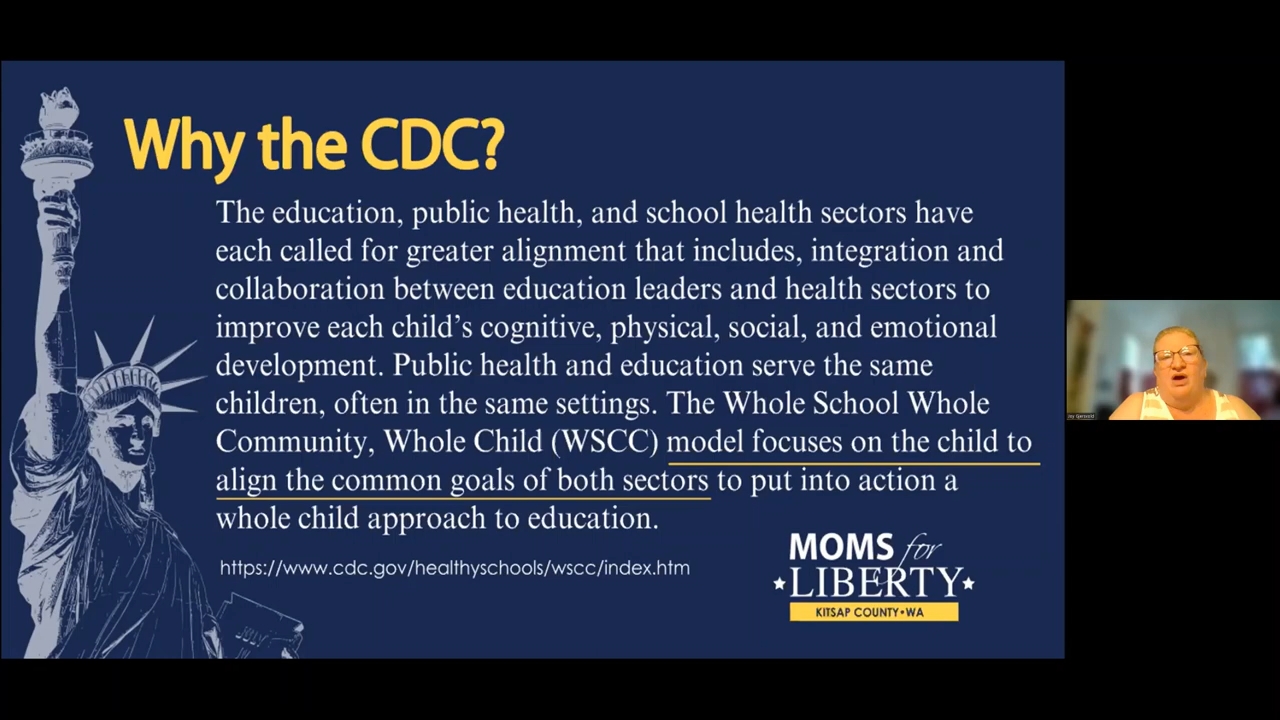 Why the CDC?
The education, public health, and school health sectors have
each called for greater alignment that includes, integration and
collaboration between education leaders and health sectors to
improve each child's cognitive, physical, social, and emotional
development. Public health and education serve the same
children, often in the same settings. The Whole School Whole
Community, Whole Child (WSCC) model focuses on the child to
align the common goals of both sectors to put into action a
whole child approach to education.
https://www.cdc.gov/healthyschools/wscc/index.htm
MOMS for
LIBERTY
KITSAP COUNTY•WA